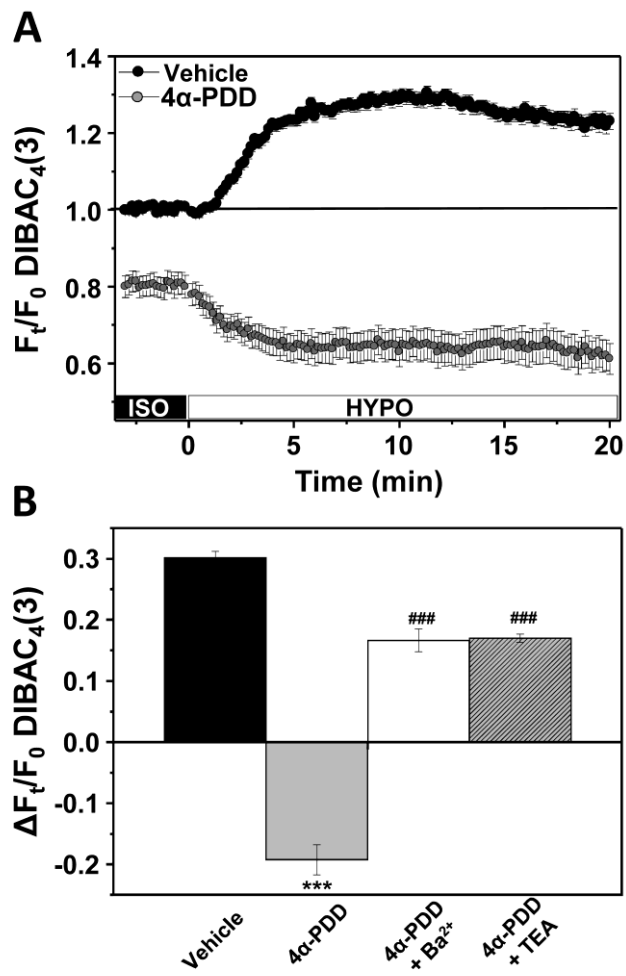 A
Vehicle
4α-PDD
1.4
1.2
1.0
0.8
0.6
Fₜ/F₀ DIBAC₄(3)
ISO
HYPO
0
5
10
15
20
Time (min)
B
0.3
0.2
0.1
0.0
-0.1
-0.2
ΔFₜ/F₀ DIBAC₄(3)
###
###
***
Vehicle
4α-PDD
4α-PDD
+ Ba²⁺
4α-PDD
+ TEA